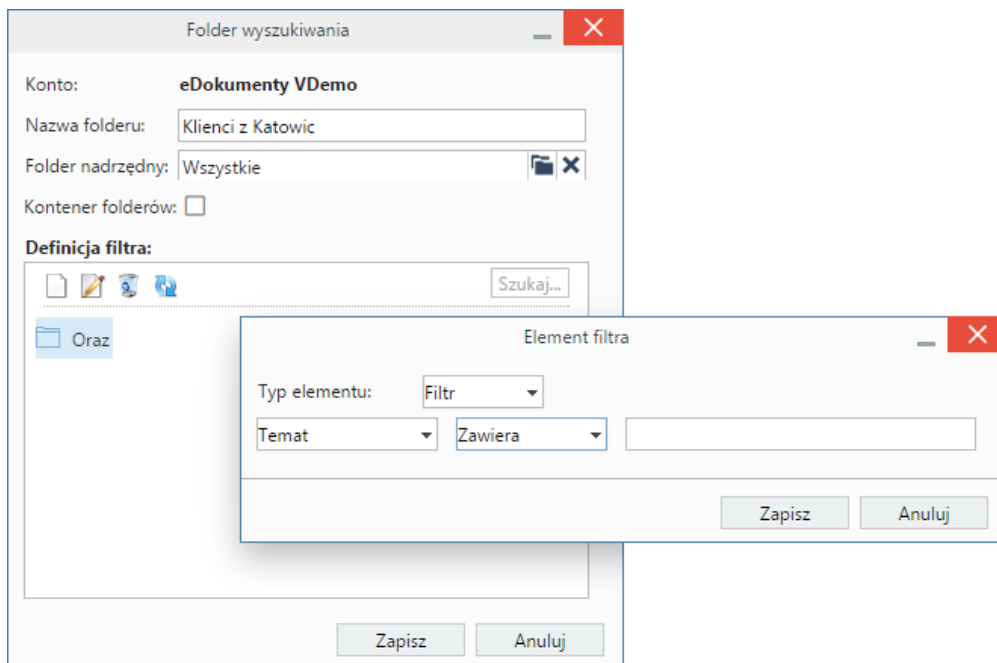 Folder wyszukiwania
Konto: eDokumenty VDemo
Nazwa folderu: Klienci z Katowic
Folder nadrzędny: Wszystkie
Kontener folderów:
Definicja filtra:
Szukaj...
Oraz
Element filtra
Typ elementu: Filtr
Temat Zawiera
Zapisz Anuluj
Zapisz Anuluj